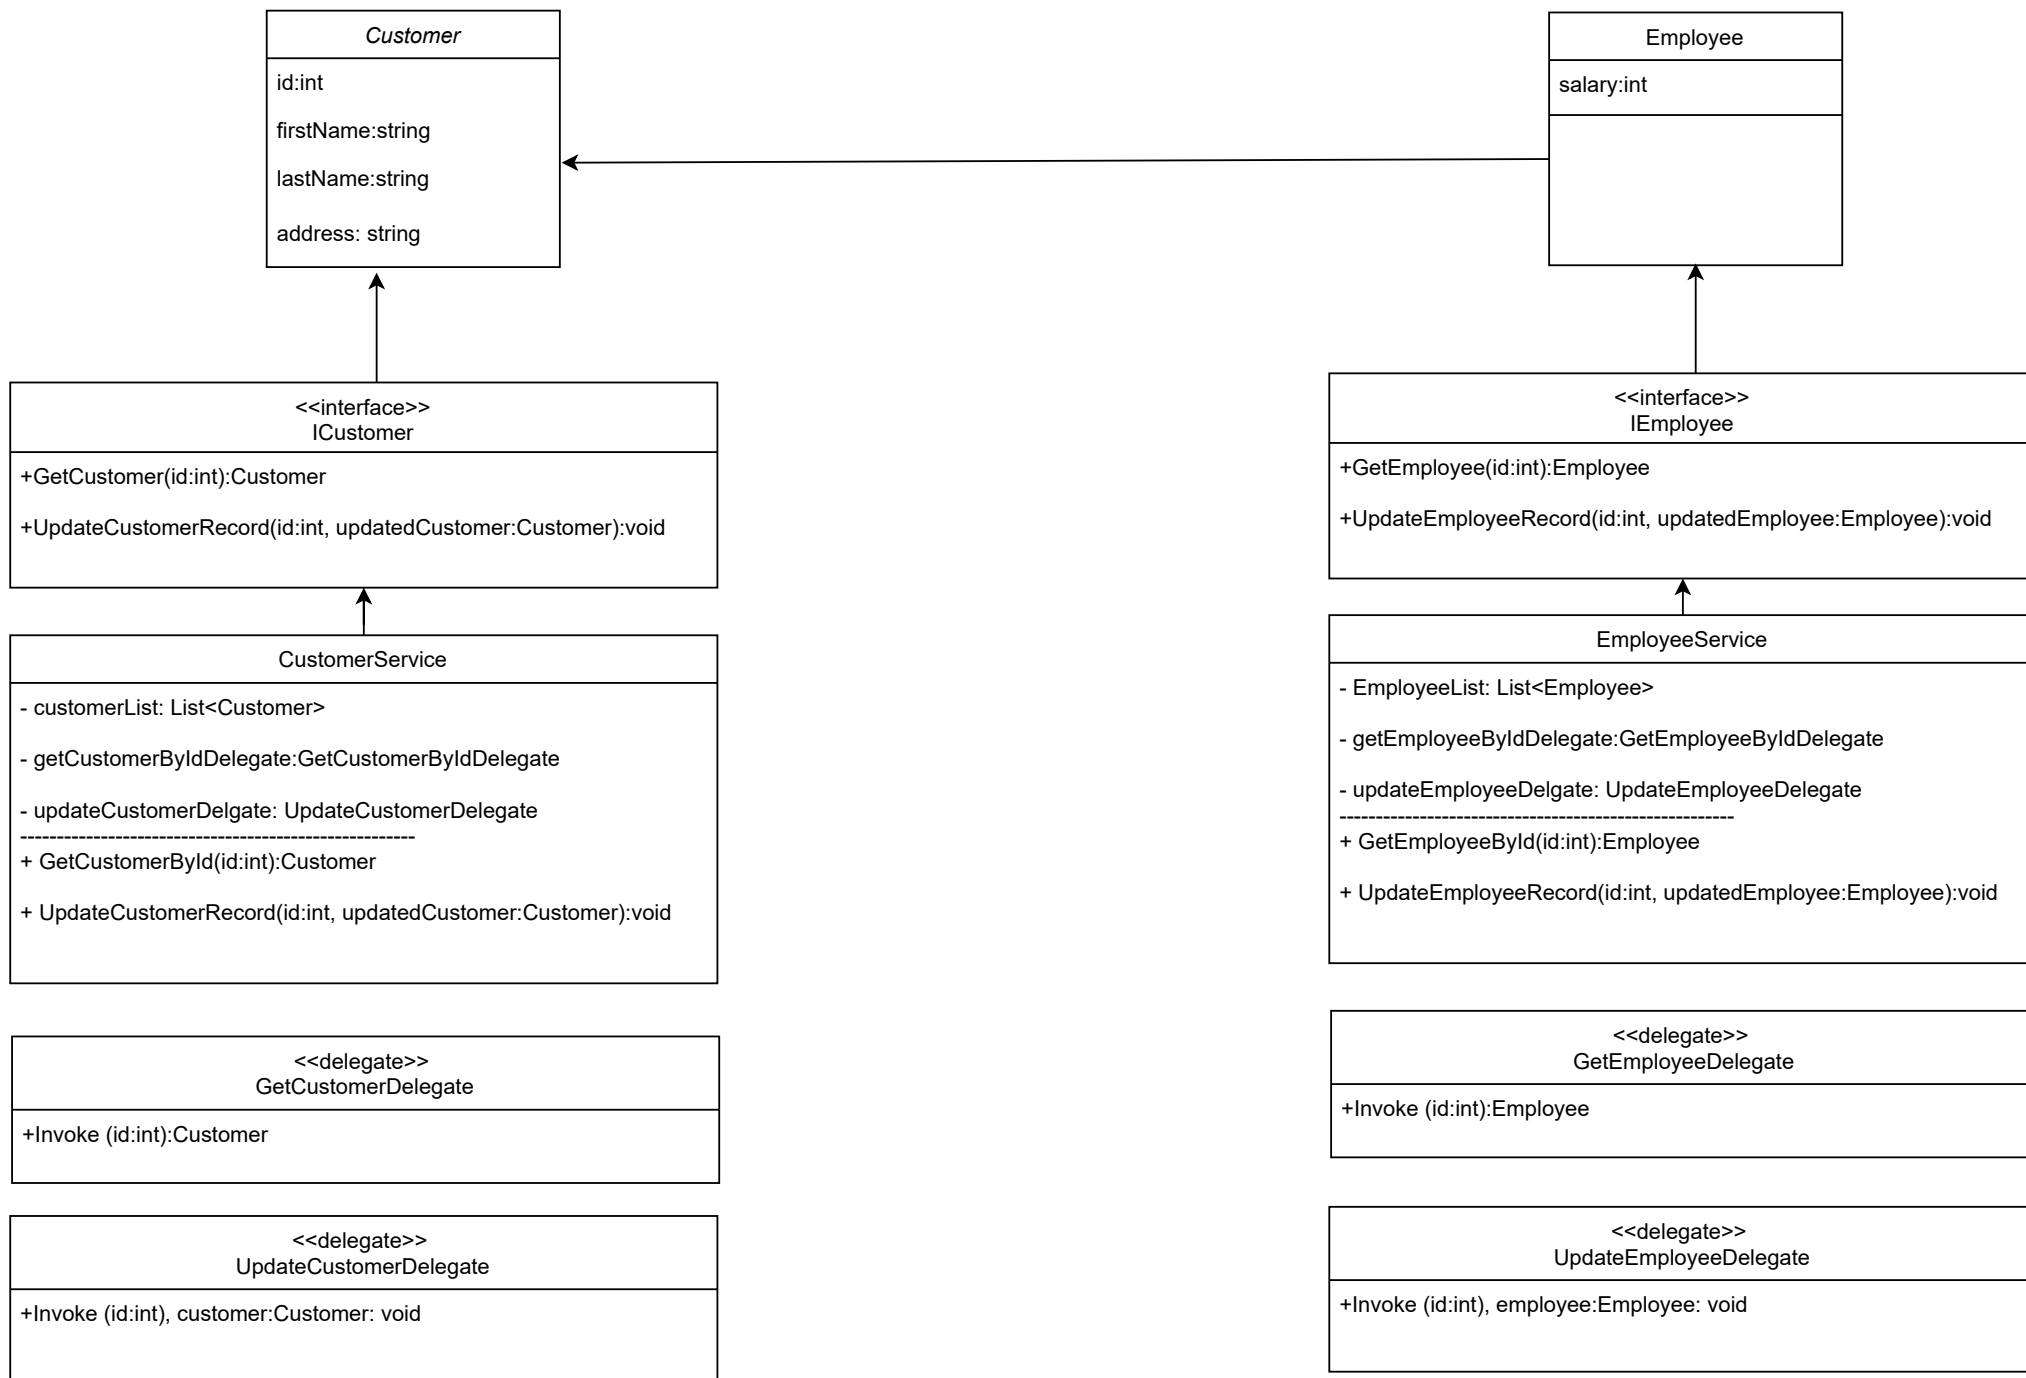 Customer
id:int
firstName:string
lastName:string
address: string
Employee
salary:int
<<interface>>
ICustomer
+GetCustomer(id:int):Customer
+UpdateCustomerRecord(id:int, updatedCustomer:Customer):void
<<interface>>
IEmployee
+GetEmployee(id:int):Employee
+UpdateEmployeeRecord(id:int, updatedEmployee:Employee):void
CustomerService
- customerList: List<Customer>
- getCustomerByIdDelegate:GetCustomerByIdDelegate
- updateCustomerDelgate: UpdateCustomerDelegate
------------------------------------------------------
+ GetCustomerById(id:int):Customer
+ UpdateCustomerRecord(id:int, updatedCustomer:Customer):void
EmployeeService
- EmployeeList: List<Employee>
- getEmployeeByIdDelegate:GetEmployeeByIdDelegate
- updateEmployeeDelgate: UpdateEmployeeDelegate
------------------------------------------------------
+ GetEmployeeById(id:int):Employee
+ UpdateEmployeeRecord(id:int, updatedEmployee:Employee):void
<<delegate>>
GetCustomerDelegate
+Invoke (id:int):Customer
<<delegate>>
GetEmployeeDelegate
+Invoke (id:int):Employee
<<delegate>>
UpdateCustomerDelegate
+Invoke (id:int), customer:Customer: void
<<delegate>>
UpdateEmployeeDelegate
+Invoke (id:int), employee:Employee: void